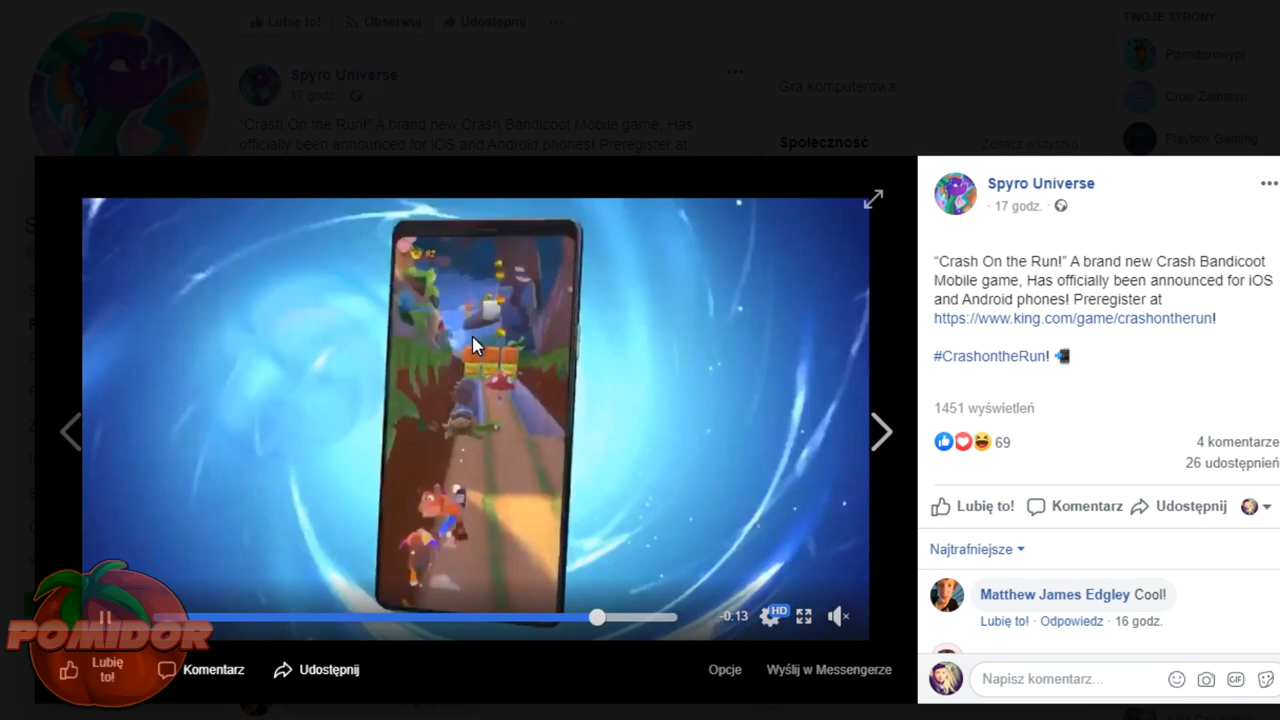 Lubię to! Obserwuj Udostępnij ...
TWOJE STRONY
Pomidorowypl
Spyro Universe
17 godz.
Croio Zalbatsu
Gra komputerowa
"Crash On the Run!" A brand new Crash Bandicoot Mobile game, Has
officially been announced for iOS and Android phones! Preregister at
Playbox Gaming
Społeczność Zobacz wszystko
Spyro Universe
· 17 godz. ·
“Crash On the Run!” A brand new Crash Bandicoot
Mobile game, Has officially been announced for iOS
and Android phones! Preregister at
https://www.king.com/game/crashontherun!
#CrashontheRun!
1451 wyświetleń
69
4 komentarze
26 udostępnień
Lubię to! Komentarz Udostępnij
Najtrafniejsze
Matthew James Edgley Cool!
Lubię to! · Odpowiedz · 16 godz.
Napisz komentarz...
GIF
-0:13 HD
POMIDOR
Lubię
to!
Komentarz Udostępnij Opcje Wyślij w Messengerze